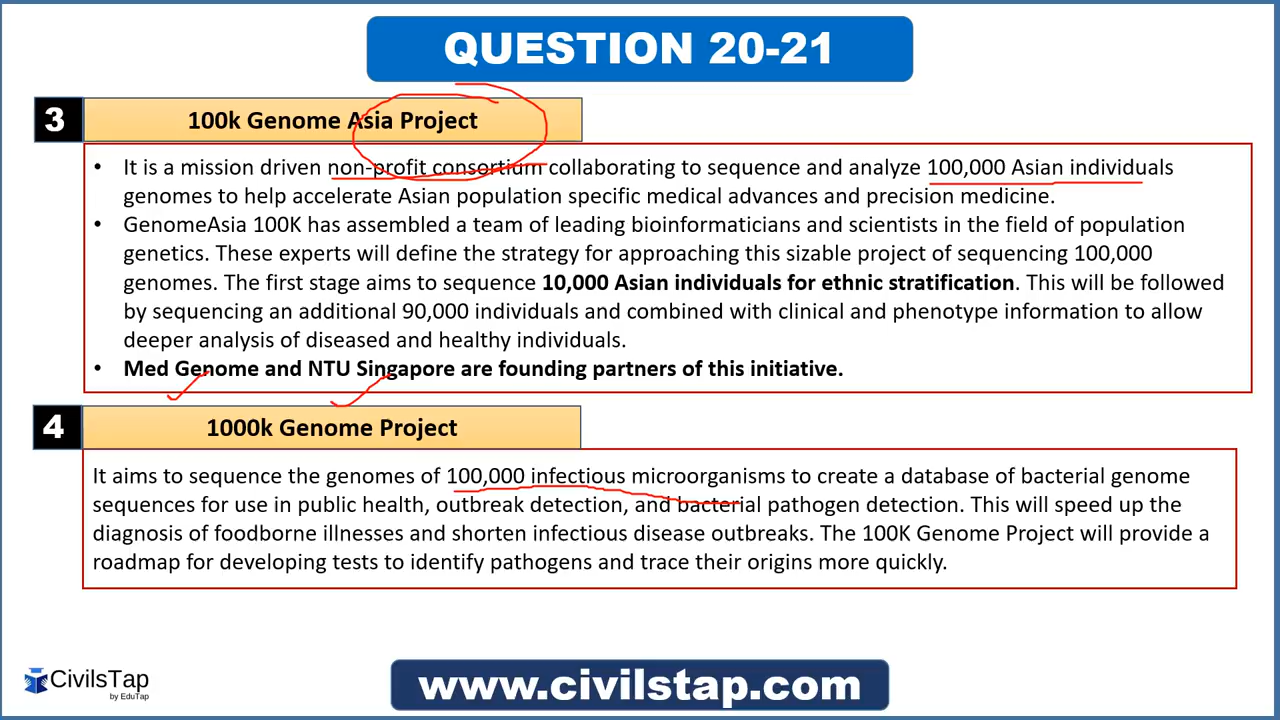 QUESTION 20-21
3
100k Genome Asia Project
• It is a mission driven non-profit consortium collaborating to sequence and analyze 100,000 Asian individuals
genomes to help accelerate Asian population specific medical advances and precision medicine.
• GenomeAsia 100K has assembled a team of leading bioinformaticians and scientists in the field of population
genetics. These experts will define the strategy for approaching this sizable project of sequencing 100,000
genomes. The first stage aims to sequence 10,000 Asian individuals for ethnic stratification. This will be followed
by sequencing an additional 90,000 individuals and combined with clinical and phenotype information to allow
deeper analysis of diseased and healthy individuals.
• Med Genome and NTU Singapore are founding partners of this initiative.
4
1000k Genome Project
It aims to sequence the genomes of 100,000 infectious microorganisms to create a database of bacterial genome
sequences for use in public health, outbreak detection, and bacterial pathogen detection. This will speed up the
diagnosis of foodborne illnesses and shorten infectious disease outbreaks. The 100K Genome Project will provide a
roadmap for developing tests to identify pathogens and trace their origins more quickly.
CivilsTap
by EduTap
www.civilstap.com